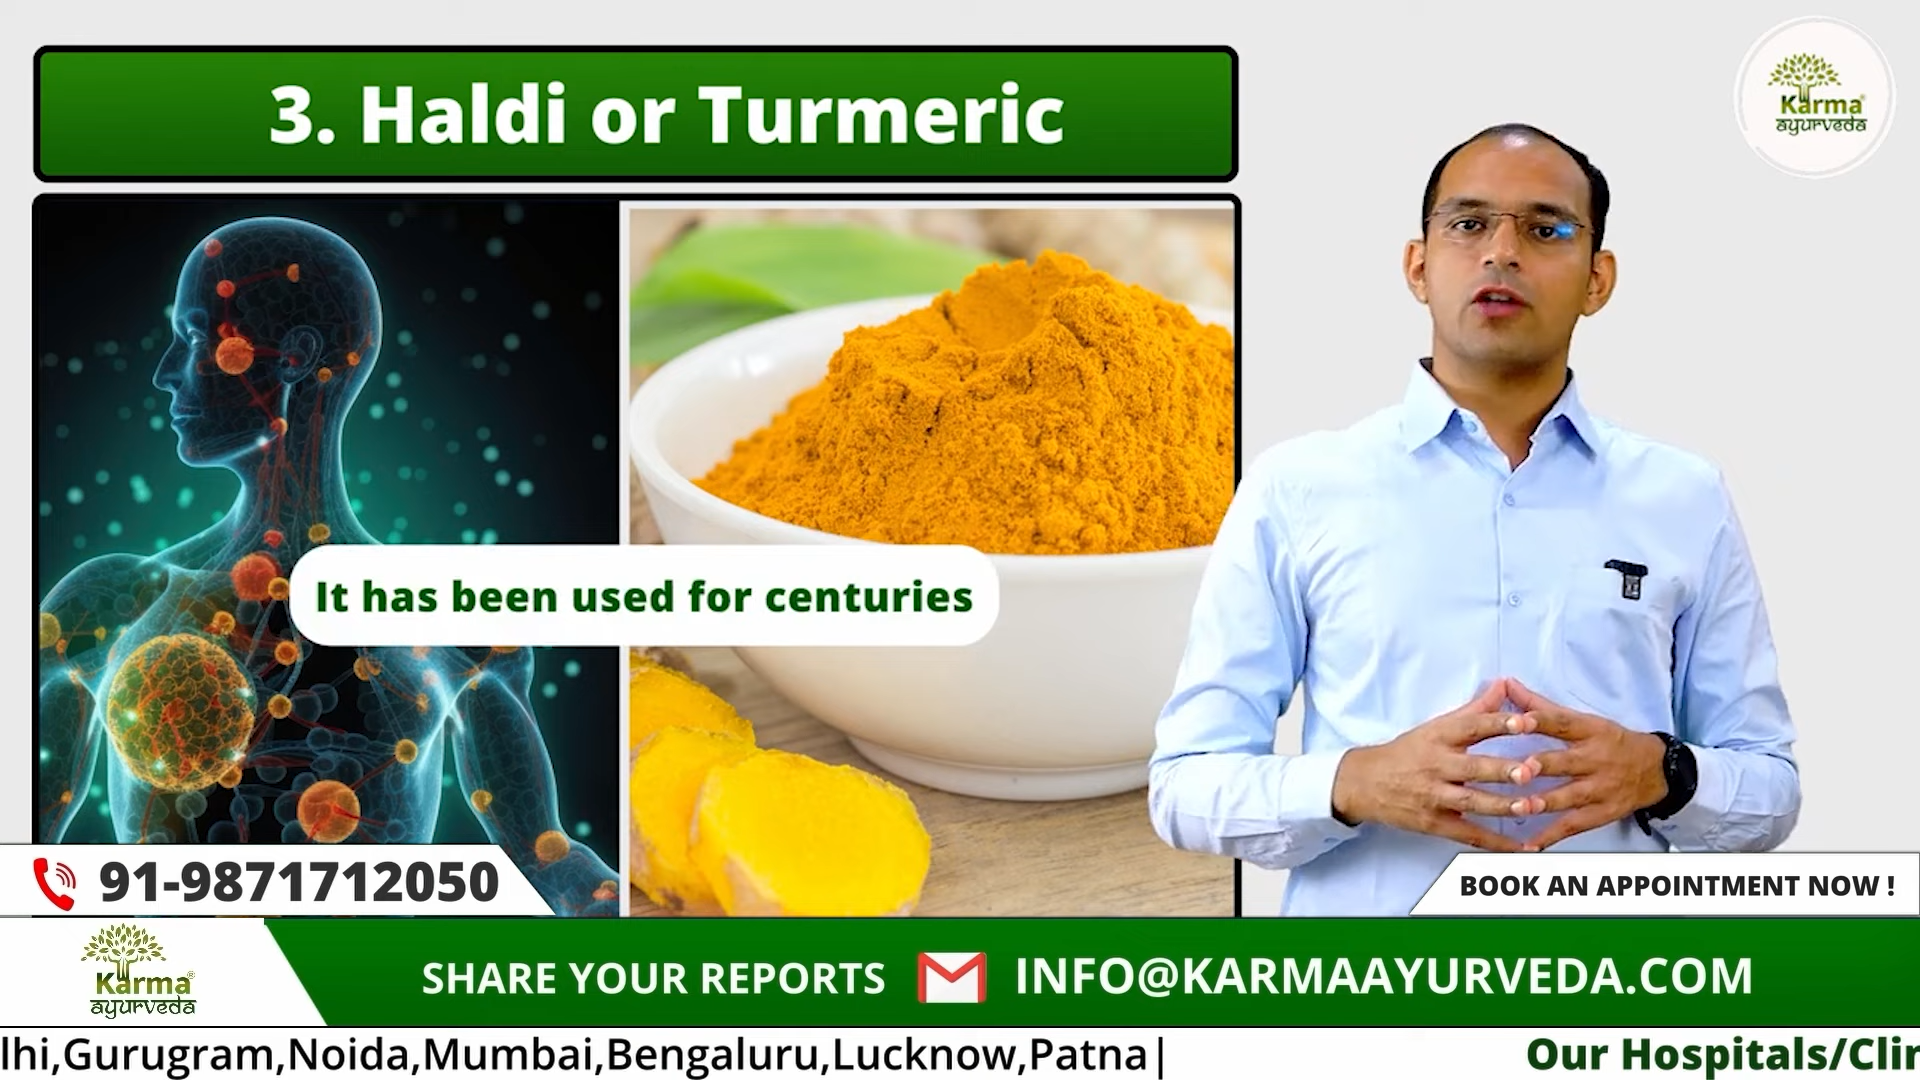 3. Haldi or Turmeric
Karma®
ayurveda
It has been used for centuries
91-9871712050
BOOK AN APPOINTMENT NOW !
Karma®
ayurveda
SHARE YOUR REPORTS
INFO@KARMAAYURVEDA.COM
lhi,Gurugram,Noida,Mumbai,Bengaluru,Lucknow,Patna|
Our Hospitals/Clin